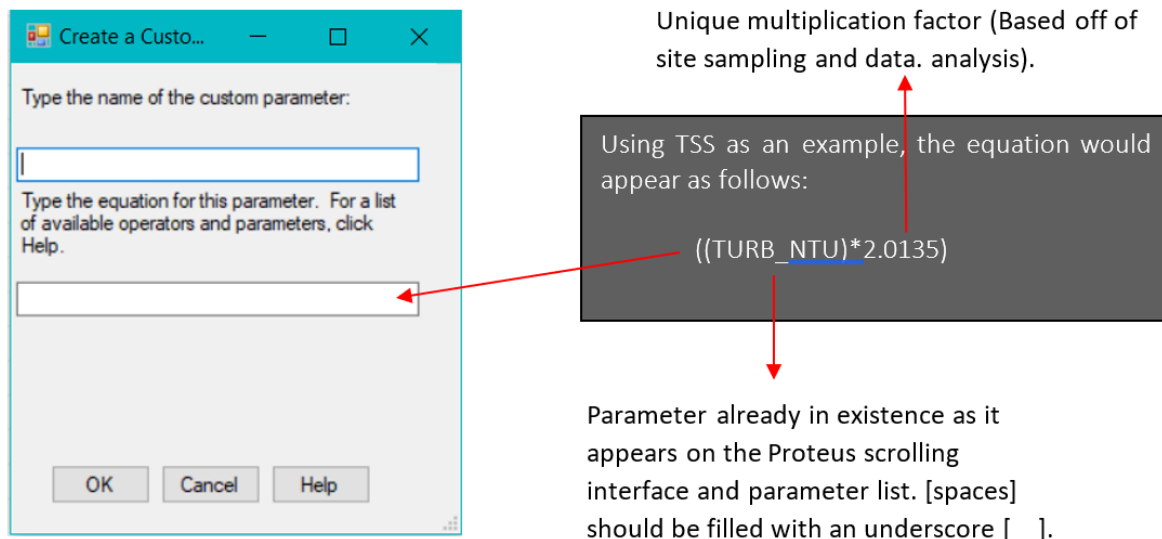 Create a Custo...
Type the name of the custom parameter:
Type the equation for this parameter. For a list
of available operators and parameters, click
Help.
OK
Cancel
Help
Unique multiplication factor (Based off of
site sampling and data. analysis).
Using TSS as an example, the equation would
appear as follows:
((TURB_NTU)*2.0135)
Parameter already in existence as it
appears on the Proteus scrolling
interface and parameter list. [spaces]
should be filled with an underscore [ _ ].